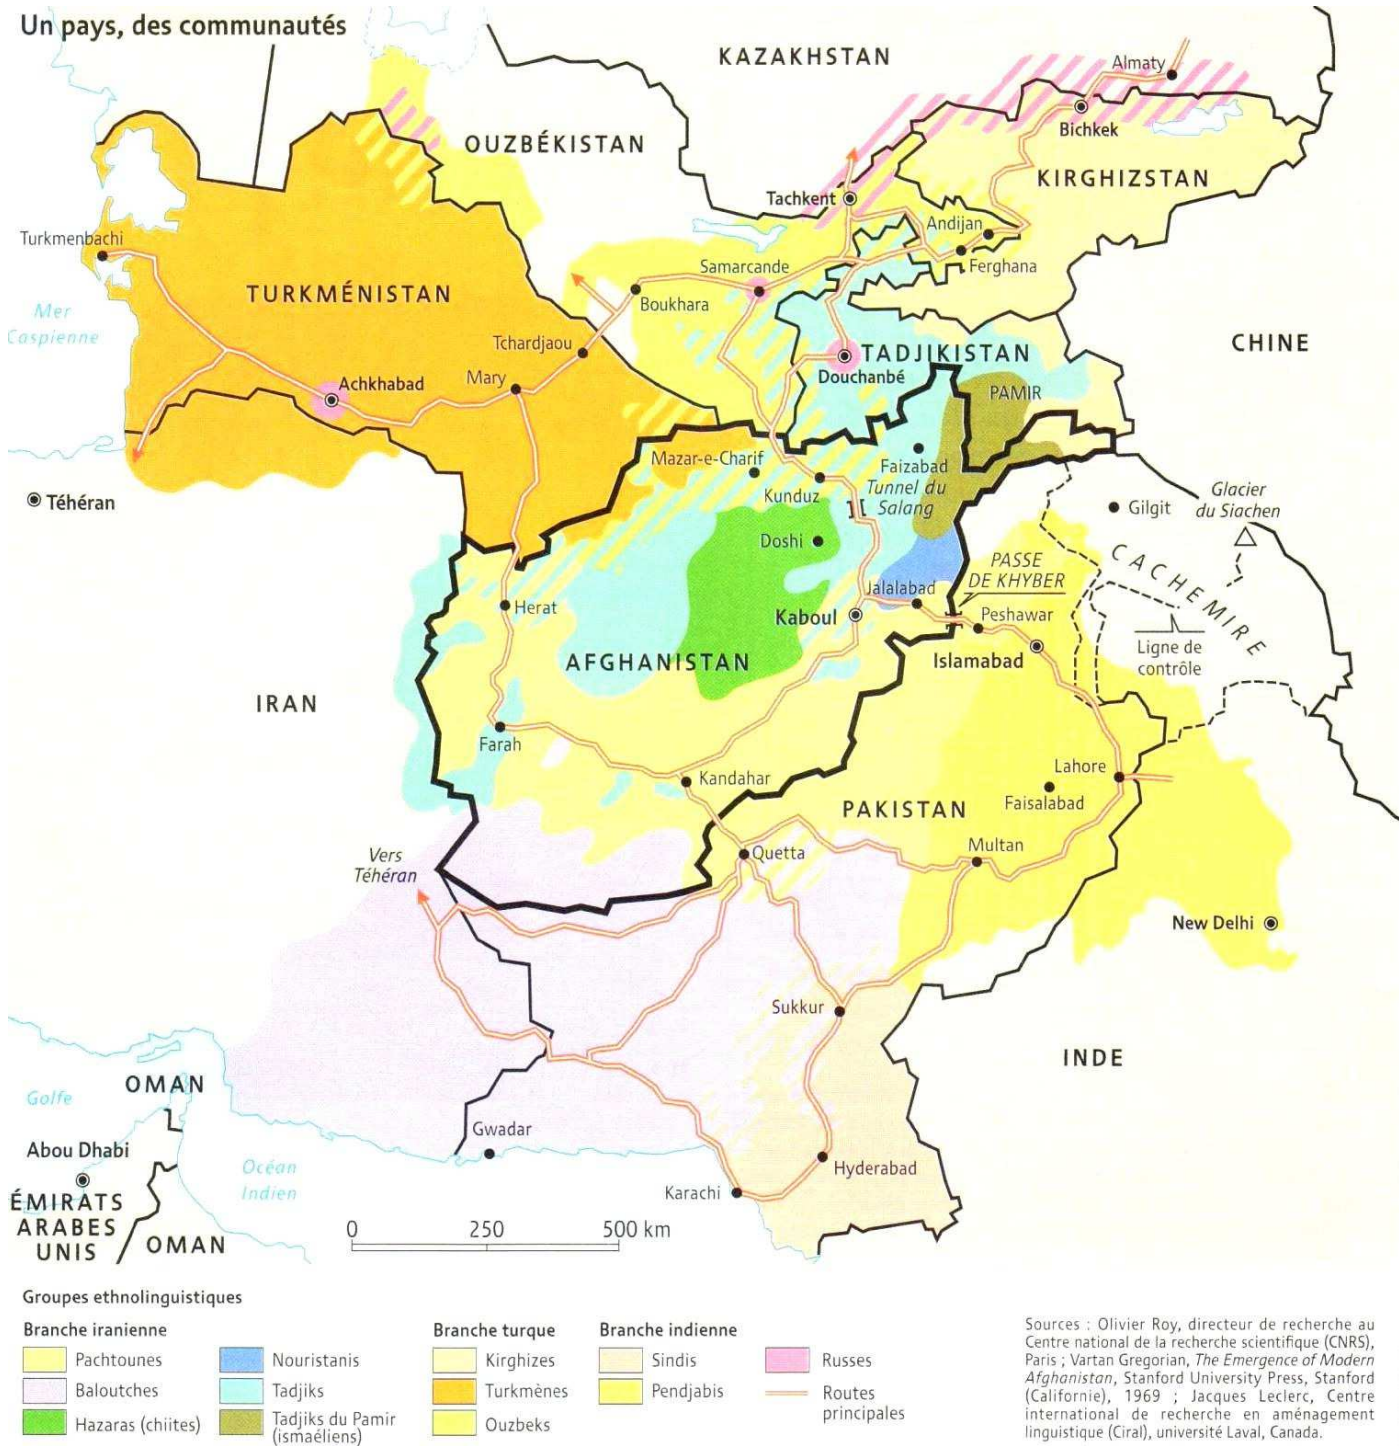 Un pays, des communautés
KAZAKHSTAN
Almaty
Bichkek
OUZBÉKISTAN
KIRGHIZSTAN
Tachkent
Andijan
Ferghana
Turkmenbachi
Samarcande
Boukhara
TURKMÉNISTAN
Mer
Caspienne
Tchardjaou
CHINE
TADJIKISTAN
Douchanbé
Achkhabad
Mary
PAMIR
Mazar-e-Charif
Kunduz
Faizabad
Tunnel du
Salang
Téhéran
Gilgit
Glacier
du Siachen
Doshi
CACHEMIRE
PASSE
DE KHYBER
Jalalabad
Herat
Kaboul
Peshawar
Islamabad
Ligne de
contrôle
AFGHANISTAN
IRAN
Farah
Kandahar
Lahore
Faisalabad
PAKISTAN
Multan
Quetta
Vers
Téhéran
New Delhi
Sukkur
INDE
OMAN
Golfe
Abou Dhabi
Gwadar
Océan
Indien
Hyderabad
Karachi
ÉMIRATS
ARABES
UNIS
OMAN
0 250 500 km
Groupes ethnolinguistiques
Branche iranienne
Pachtounes
Baloutches
Hazaras (chiites)
Nouristanis
Tadjiks
Tadjiks du Pamir
(ismaéliens)
Branche turque
Kirghizes
Turkmènes
Ouzbeks
Branche indienne
Sindis
Pendjabis
Russes
Routes
principales
Sources : Olivier Roy, directeur de recherche au
Centre national de la recherche scientifique (CNRS),
Paris ; Vartan Gregorian, The Emergence of Modern
Afghanistan, Stanford University Press, Stanford
(Californie), 1969 ; Jacques Leclerc, Centre
international de recherche en aménagement
linguistique (Ciral), université Laval, Canada.